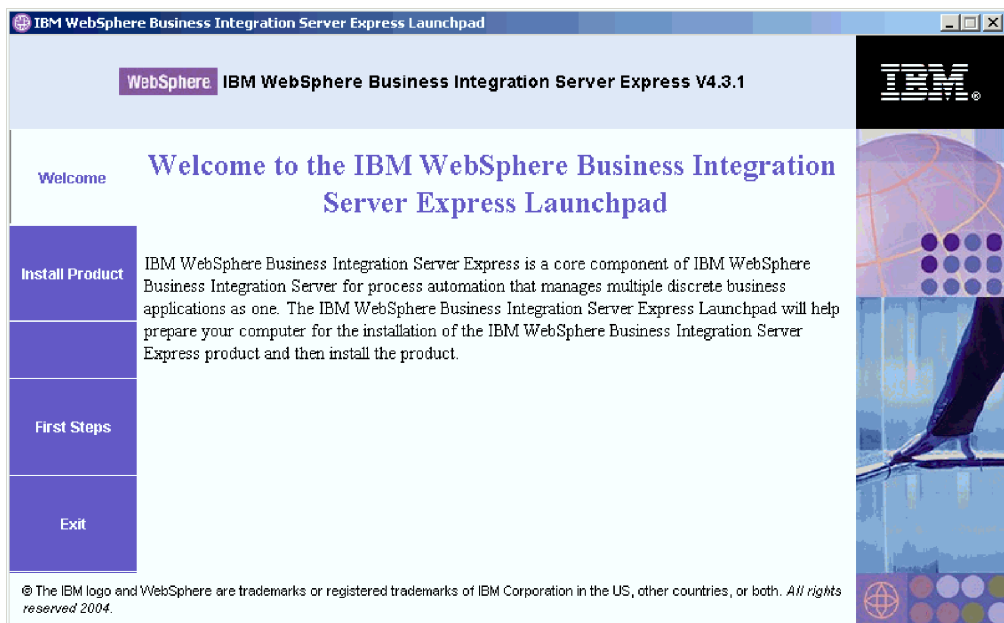 IBM WebSphere Business Integration Server Express Launchpad
WebSphere. IBM WebSphere Business Integration Server Express V4.3.1
IBM®
Welcome
Install Product
First Steps
Exit
Welcome to the IBM WebSphere Business Integration
Server Express Launchpad
IBM WebSphere Business Integration Server Express is a core component of IBM WebSphere
Business Integration Server for process automation that manages multiple discrete business
applications as one. The IBM WebSphere Business Integration Server Express Launchpad will help
prepare your computer for the installation of the IBM WebSphere Business Integration Server
Express product and then install the product.
© The IBM logo and WebSphere are trademarks or registered trademarks of IBM Corporation in the US, other countries, or both. All rights
reserved 2004.